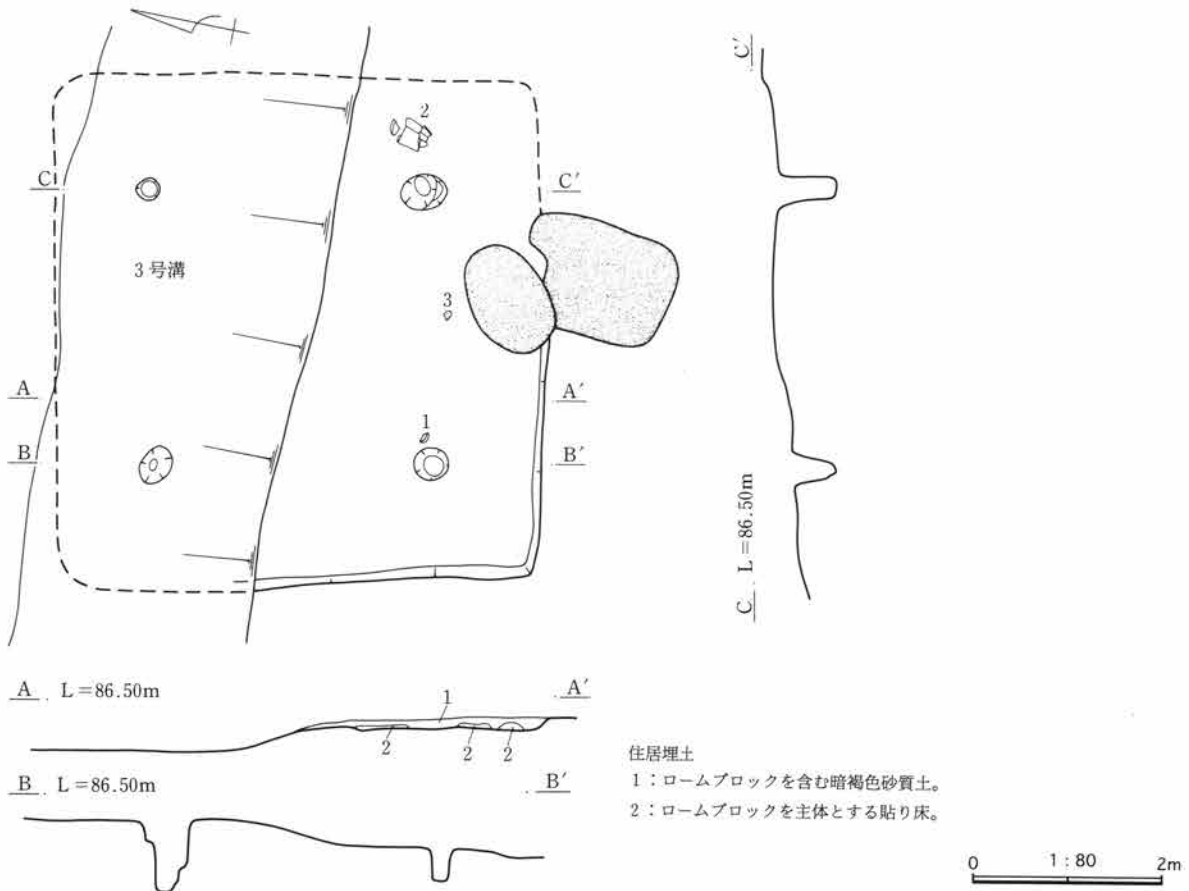 2
C
C′
3号溝
3
A
A′
1
B
B′
C′
C L=86.50m
A L=86.50m
A′
1
2
2
2
B L=86.50m
B′
住居埋土
1:ロームブロックを含む暗褐色砂質土。
2:ロームブロックを主体とする貼り床。
0 1:80 2m